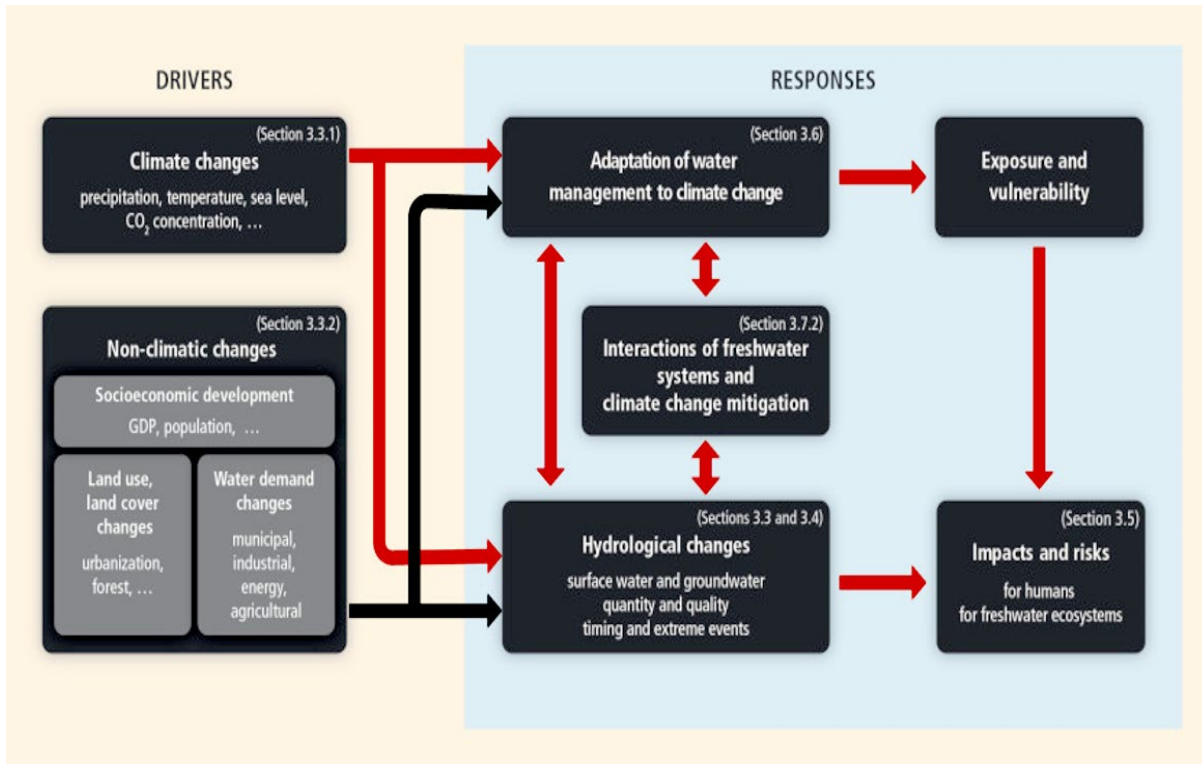 DRIVERS
RESPONSES
(Section 3.3.1)
Climate changes
precipitation, temperature, sea level,
CO₂ concentration, …
(Section 3.3.2)
Non-climatic changes
Socioeconomic development
GDP, population, …
Land use,
land cover
changes
urbanization,
forest, …
Water demand
changes
municipal,
industrial,
energy,
agricultural
(Section 3.6)
Adaptation of water
management to climate change
Exposure and
vulnerability
(Section 3.7.2)
Interactions of freshwater
systems and
climate change mitigation
(Sections 3.3 and 3.4)
Hydrological changes
surface water and groundwater
quantity and quality
timing and extreme events
(Section 3.5)
Impacts and risks
for humans
for freshwater ecosystems